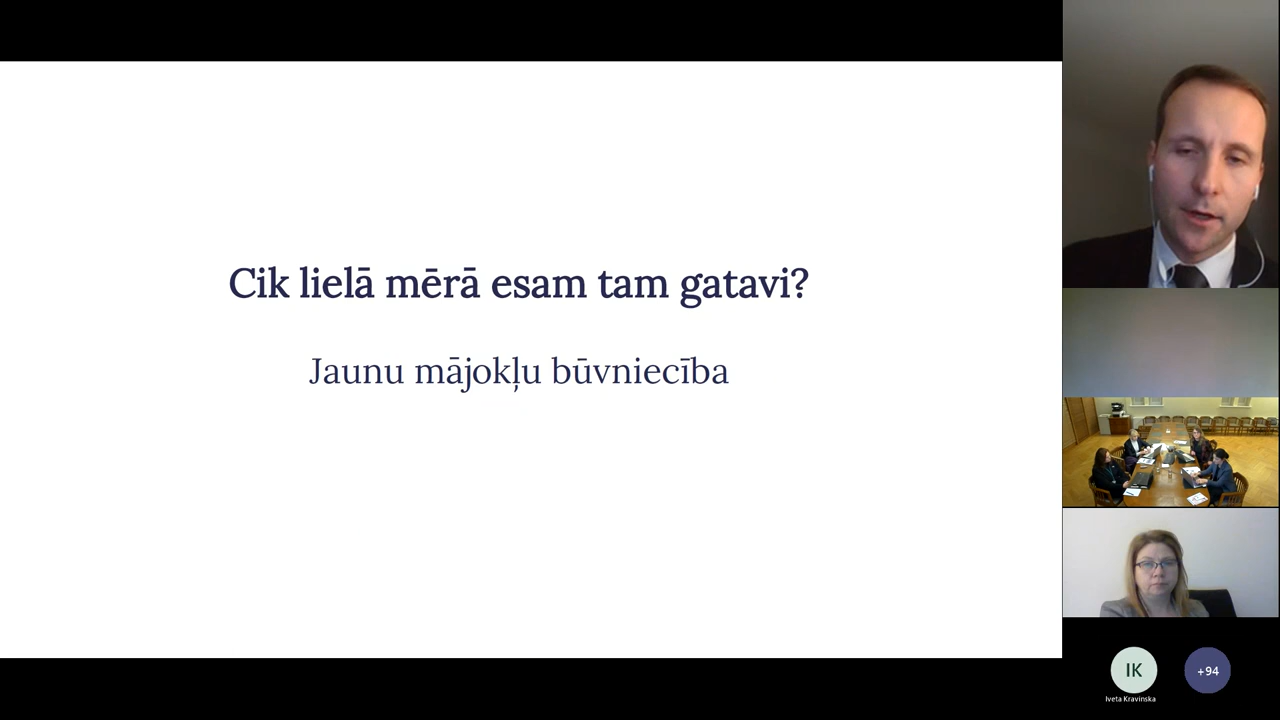 Cik lielā mērā esam tam gatavi?
Jaunu mājokļu būvniecība
IK
+94
Iveta Kravinska